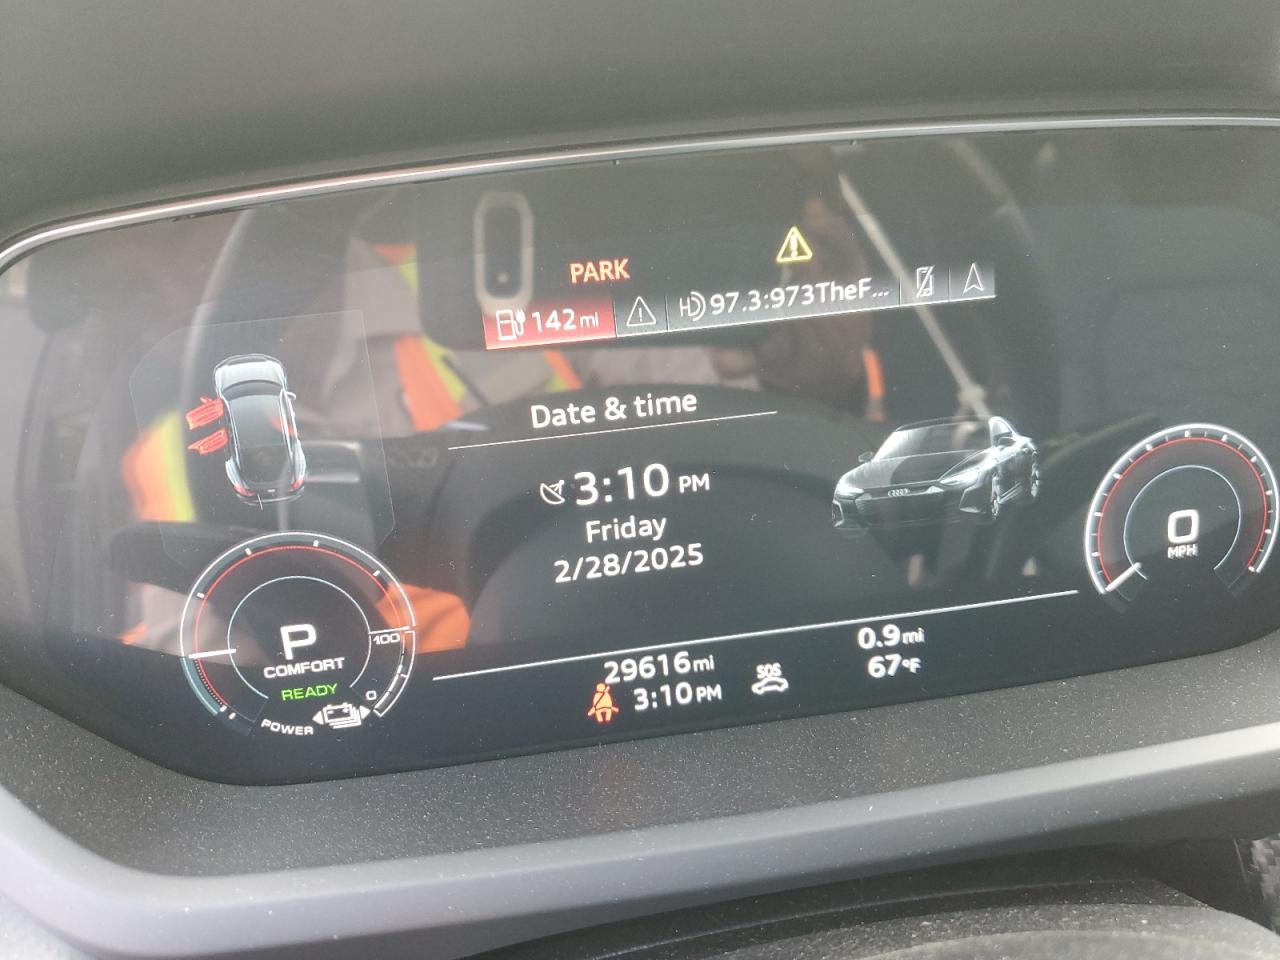 PARK
142 mi
HD 97.3:973TheF...
Date & time
3:10 PM
Friday
2/28/2025
0
MPH
P
COMFORT
READY
100
0
POWER
29616 mi
3:10 PM
SOS
0.9 mi
67°F